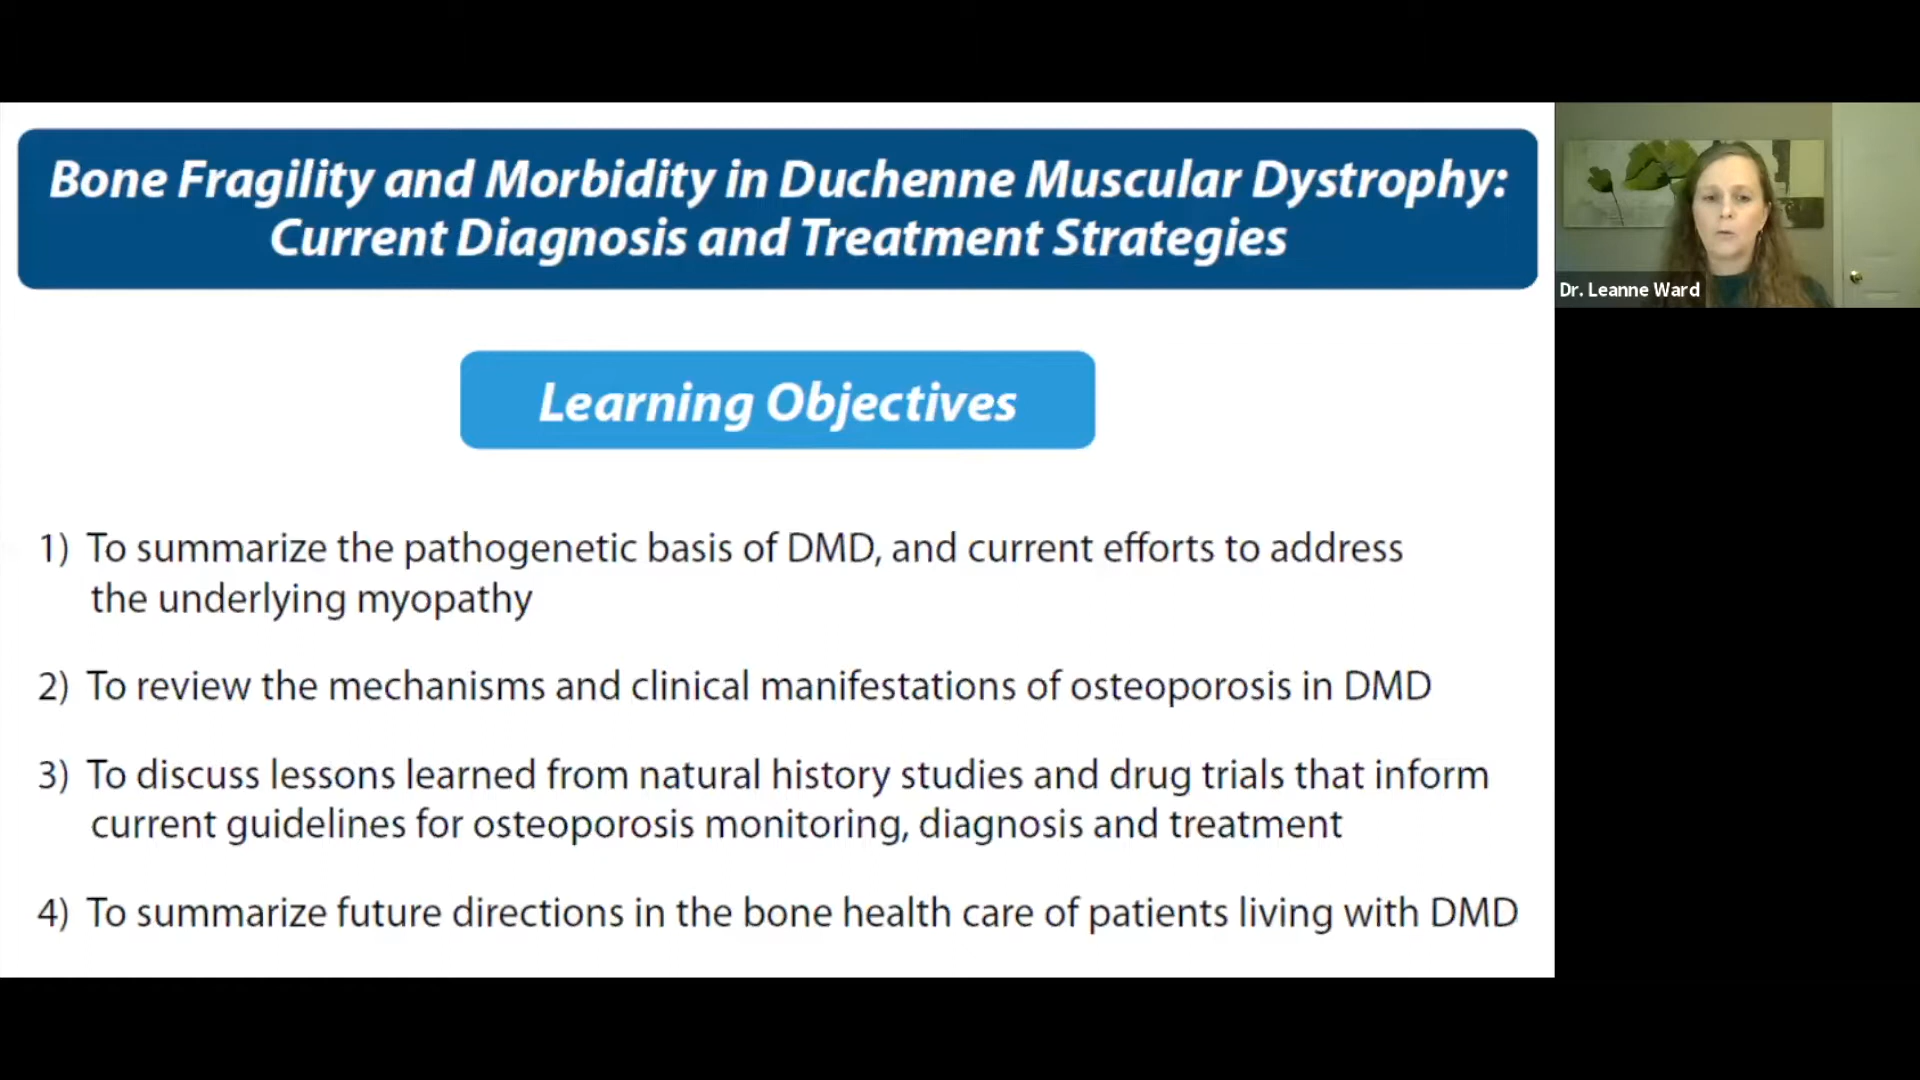 Bone Fragility and Morbidity in Duchenne Muscular Dystrophy:
Current Diagnosis and Treatment Strategies
Dr. Leanne Ward
Learning Objectives
1) To summarize the pathogenetic basis of DMD, and current efforts to address
the underlying myopathy
2) To review the mechanisms and clinical manifestations of osteoporosis in DMD
3) To discuss lessons learned from natural history studies and drug trials that inform
current guidelines for osteoporosis monitoring, diagnosis and treatment
4) To summarize future directions in the bone health care of patients living with DMD